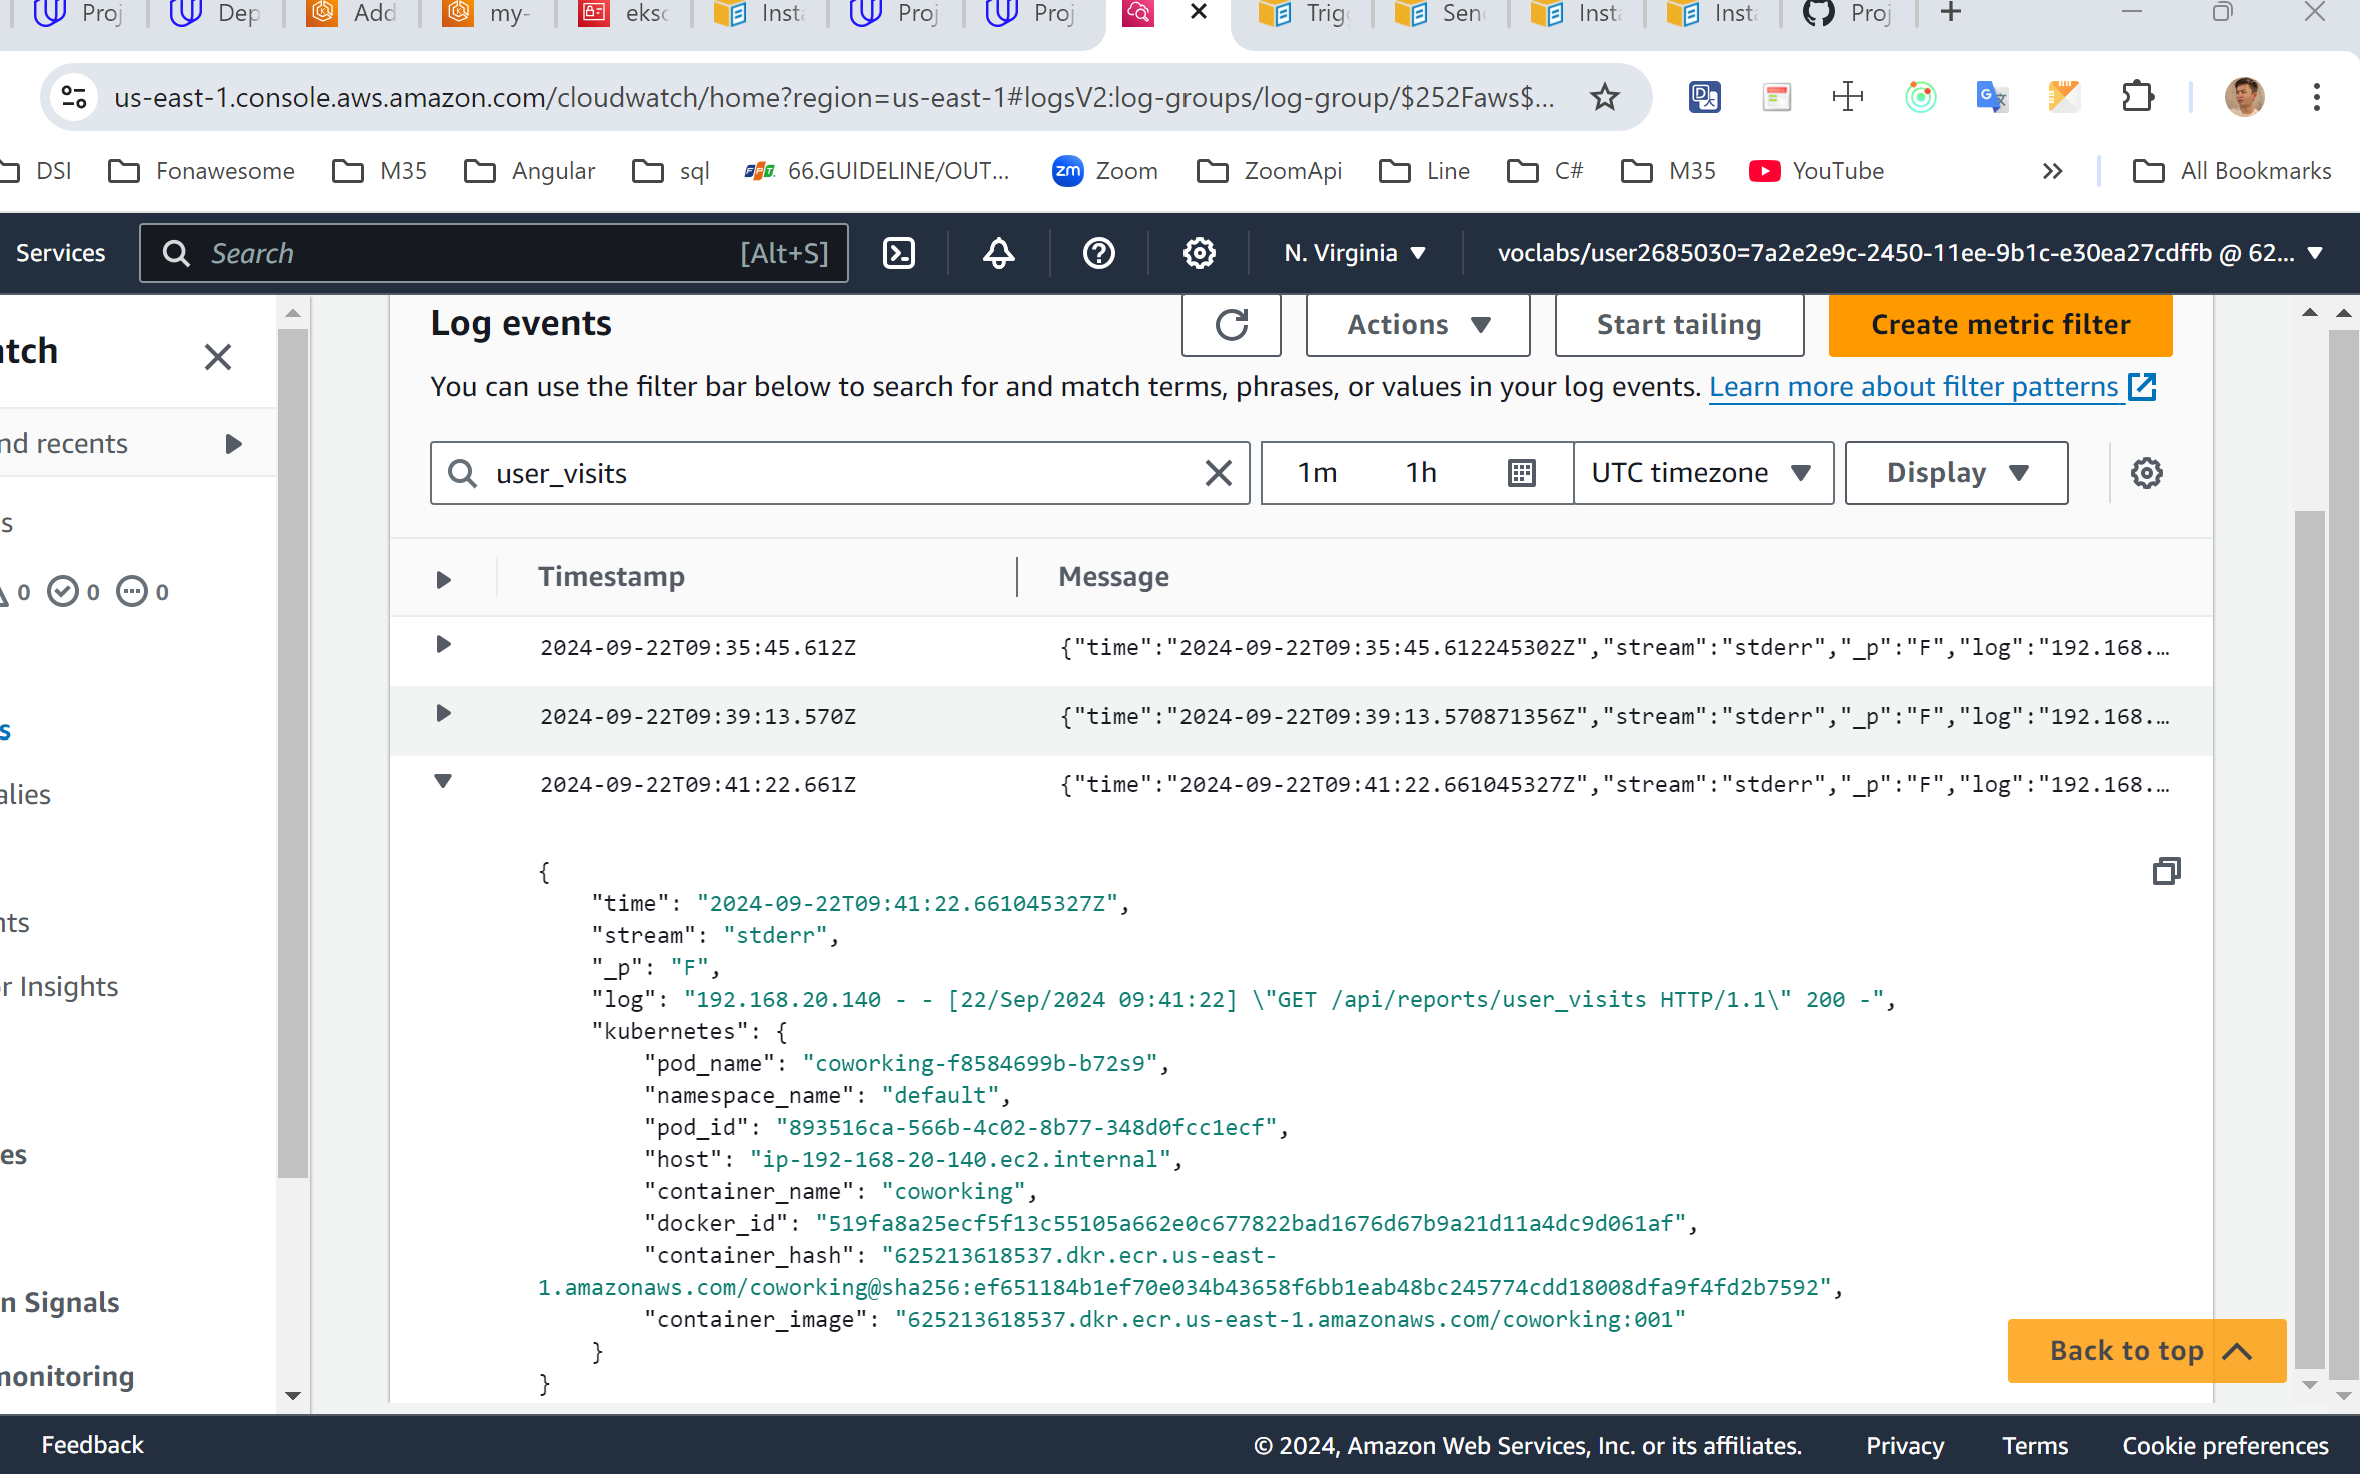 Proj
Dep
Add
my-
eksc
Insta
Proj
Proj
Trig
Sen
Insta
Insta
Proj
us-east-1.console.aws.amazon.com/cloudwatch/home?region=us-east-1#logsV2:log-groups/log-group/$252Faws$...
DSI Fonawesome M35 Angular sql 66.GUIDELINE/OUT... Zoom ZoomApi Line C# M35 YouTube All Bookmarks
Services Search [Alt+S] N. Virginia voclabs/user2685030=7a2e2e9c-2450-11ee-9b1c-e30ea27cdffb @ 62...
Log events
Actions
Start tailing
Create metric filter
You can use the filter bar below to search for and match terms, phrases, or values in your log events. Learn more about filter patterns
user_visits
1m 1h
UTC timezone
Display
Timestamp Message
2024-09-22T09:35:45.612Z {"time":"2024-09-22T09:35:45.612245302Z","stream":"stderr","_p":"F","log":"192.168.…
2024-09-22T09:39:13.570Z {"time":"2024-09-22T09:39:13.570871356Z","stream":"stderr","_p":"F","log":"192.168.…
2024-09-22T09:41:22.661Z {"time":"2024-09-22T09:41:22.661045327Z","stream":"stderr","_p":"F","log":"192.168.…
{
"time": "2024-09-22T09:41:22.661045327Z",
"stream": "stderr",
"_p": "F",
"log": "192.168.20.140 - - [22/Sep/2024 09:41:22] \"GET /api/reports/user_visits HTTP/1.1\" 200 -",
"kubernetes": {
"pod_name": "coworking-f8584699b-b72s9",
"namespace_name": "default",
"pod_id": "893516ca-566b-4c02-8b77-348d0fcc1ecf",
"host": "ip-192-168-20-140.ec2.internal",
"container_name": "coworking",
"docker_id": "519fa8a25ecf5f13c55105a662e0c677822bad1676d67b9a21d11a4dc9d061af",
"container_hash": "625213618537.dkr.ecr.us-east-
1.amazonaws.com/coworking@sha256:ef651184b1ef70e034b43658f6bb1eab48bc245774cdd18008dfa9f4fd2b7592",
"container_image": "625213618537.dkr.ecr.us-east-1.amazonaws.com/coworking:001"
}
}
Back to top
atch
nd recents
s
0 0 0
s
alies
nts
r Insights
es
n Signals
monitoring
Feedback © 2024, Amazon Web Services, Inc. or its affiliates. Privacy Terms Cookie preferences